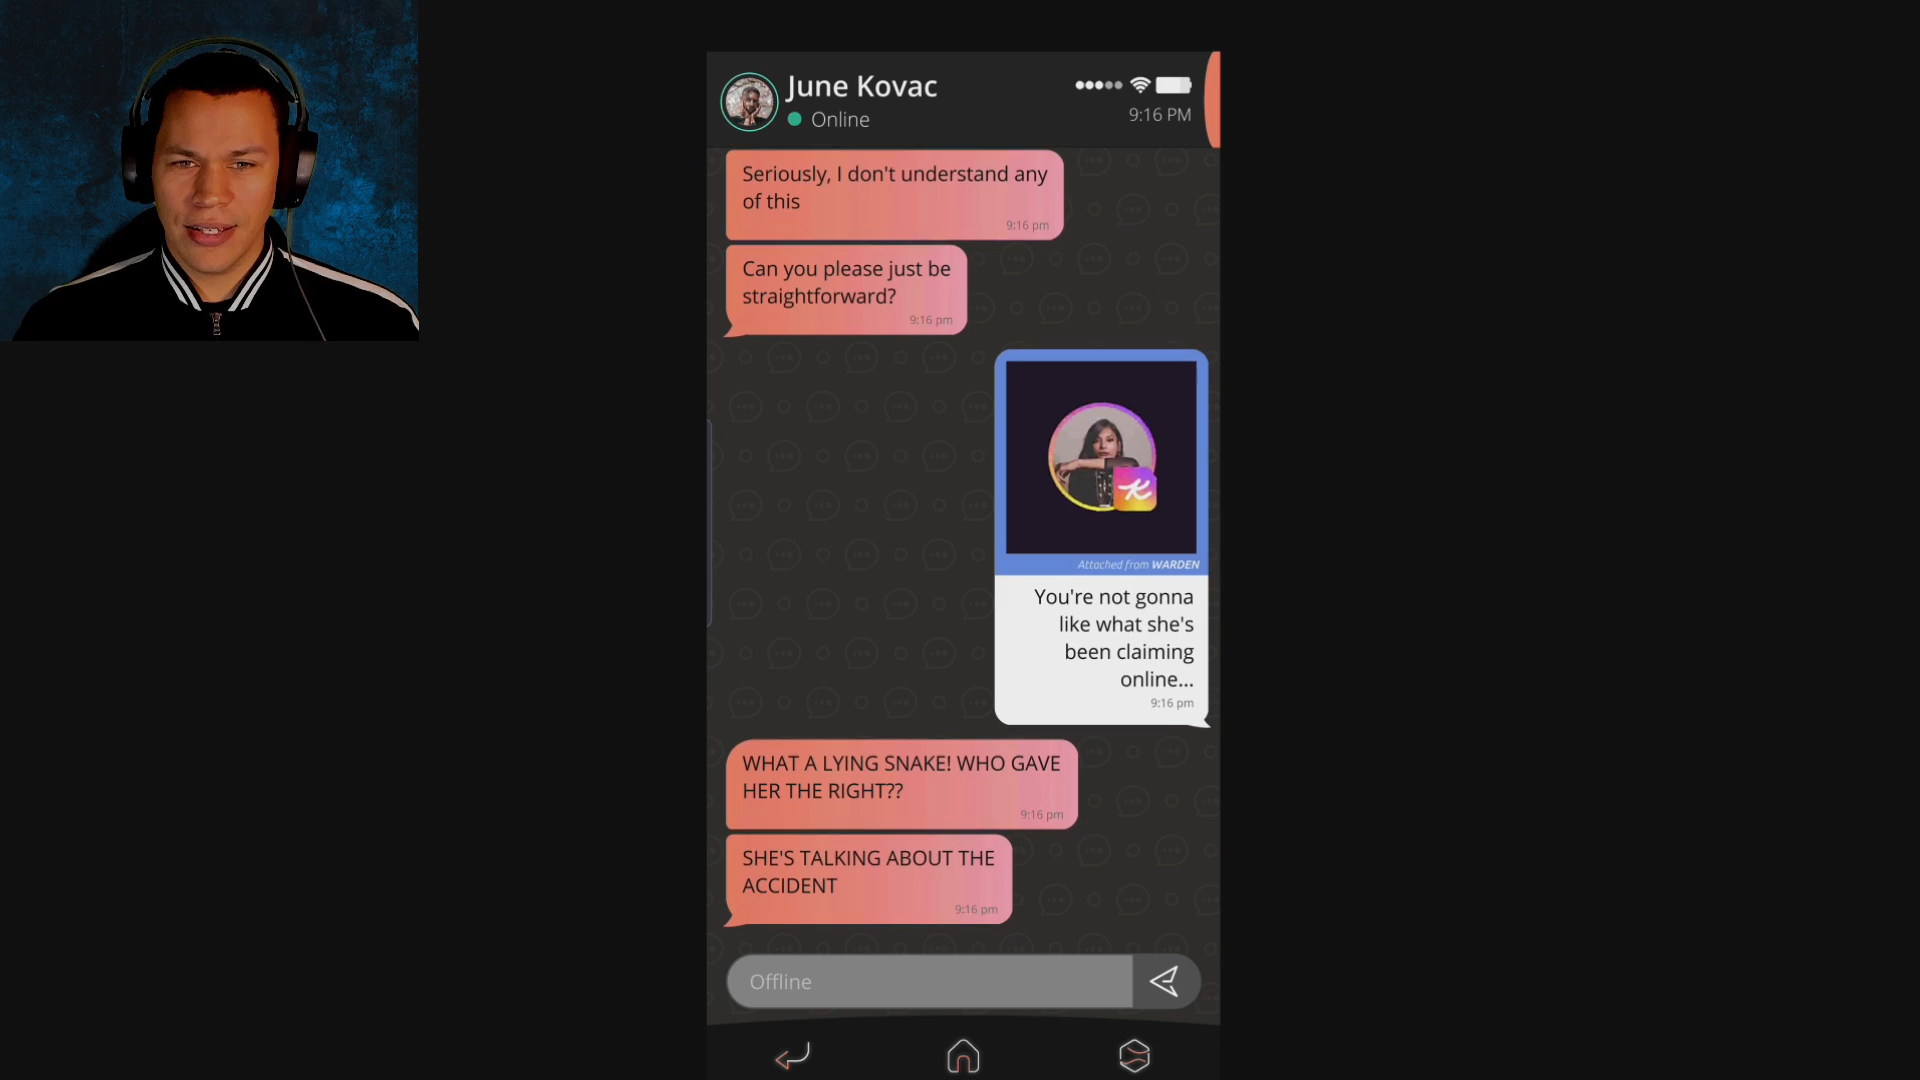 June Kovac
Online
9:16 PM
Seriously, I don't understand any
of this
9:16 pm
Can you please just be
straightforward?
9:16 pm
Attached from WARDEN
You're not gonna
like what she's
been claiming
online...
9:16 pm
WHAT A LYING SNAKE! WHO GAVE
HER THE RIGHT??
9:16 pm
SHE'S TALKING ABOUT THE
ACCIDENT
9:16 pm
Offline